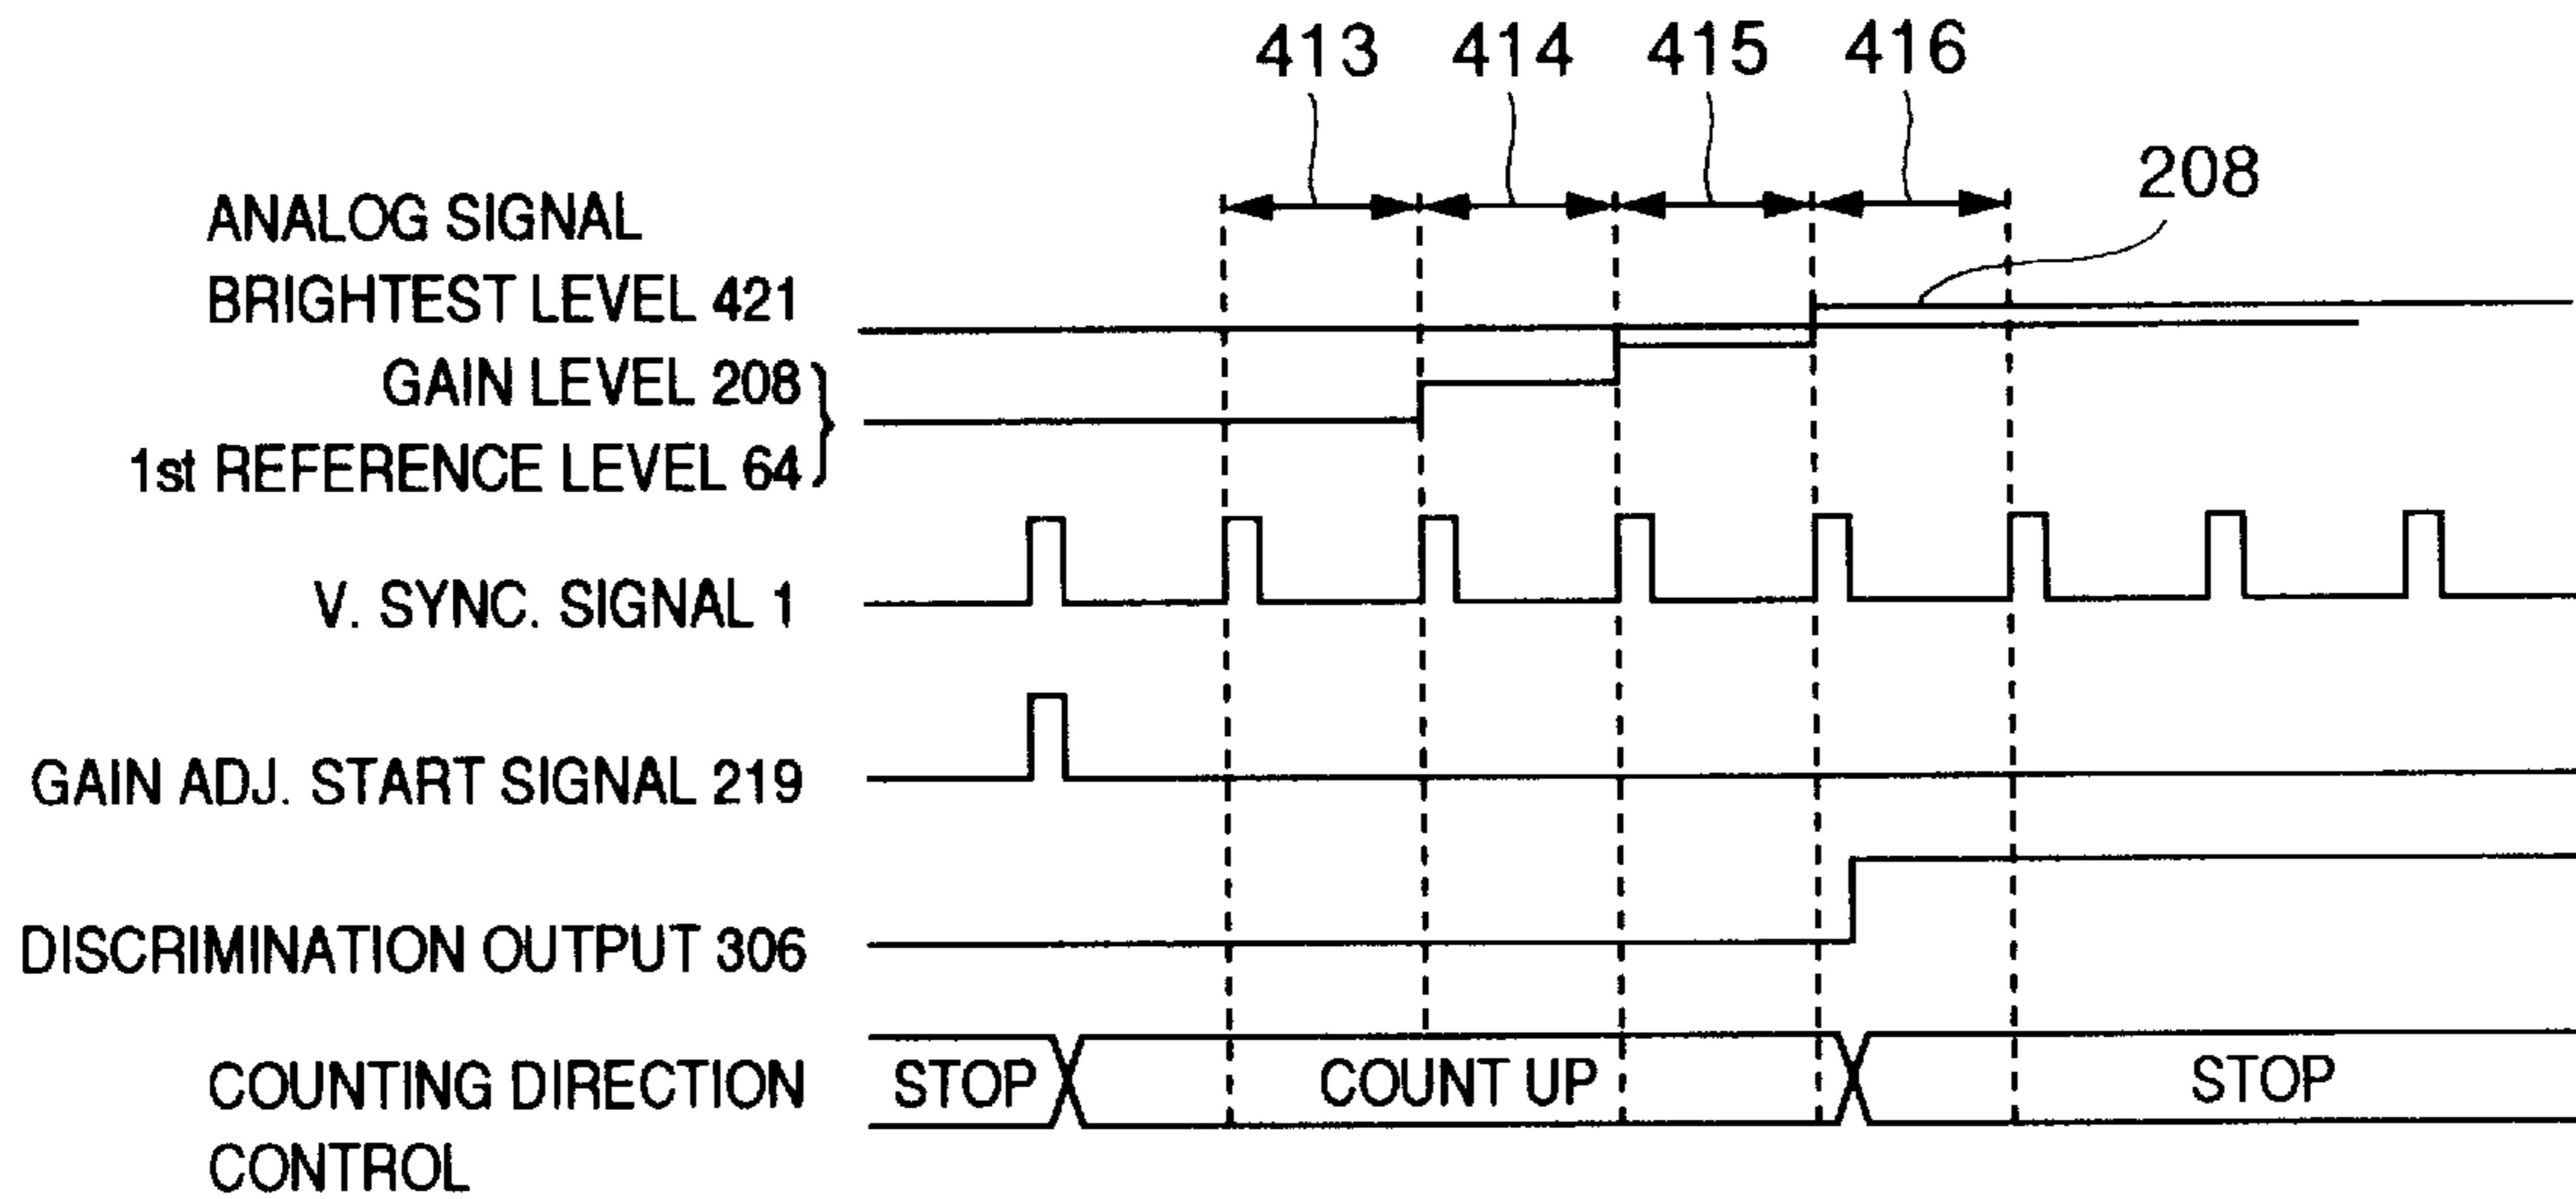 413 414 415 416
208
ANALOG SIGNAL
BRIGHTEST LEVEL 421
GAIN LEVEL 208
1st REFERENCE LEVEL 64
V. SYNC. SIGNAL 1
GAIN ADJ. START SIGNAL 219
DISCRIMINATION OUTPUT 306
COUNTING DIRECTION
CONTROL
STOP COUNT UP STOP